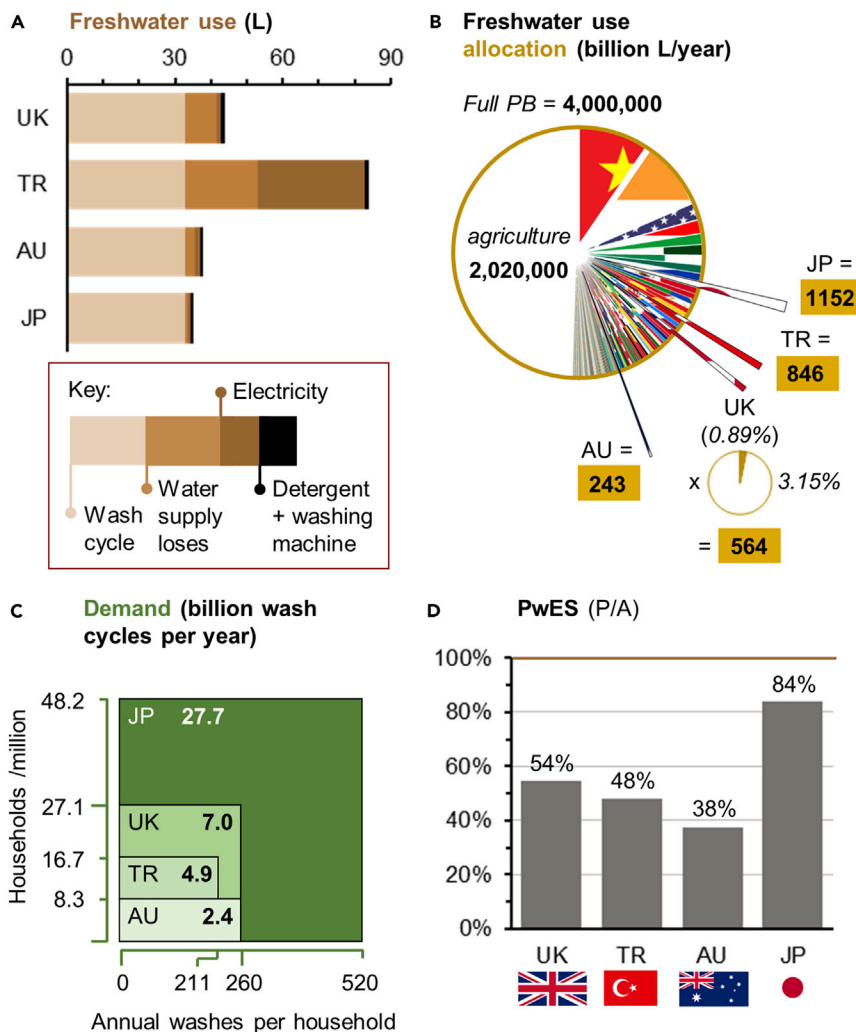 A Freshwater use (L)
0 30 60 90
UK
TR
AU
JP
Key:
Electricity
Wash cycle
Water supply loses
Detergent + washing machine
B Freshwater use
allocation (billion L/year)
Full PB = 4,000,000
agriculture
2,020,000
JP =
1152
TR =
846
UK
(0.89%)
x
3.15%
= 564
AU =
243
C Demand (billion wash
cycles per year)
Households /million
48.2
27.1
16.7
8.3
JP 27.7
UK 7.0
TR 4.9
AU 2.4
0 211 260 520
Annual washes per household
D PwES (P/A)
100%
80%
60%
40%
20%
0%
54%
48%
38%
84%
UK TR AU JP